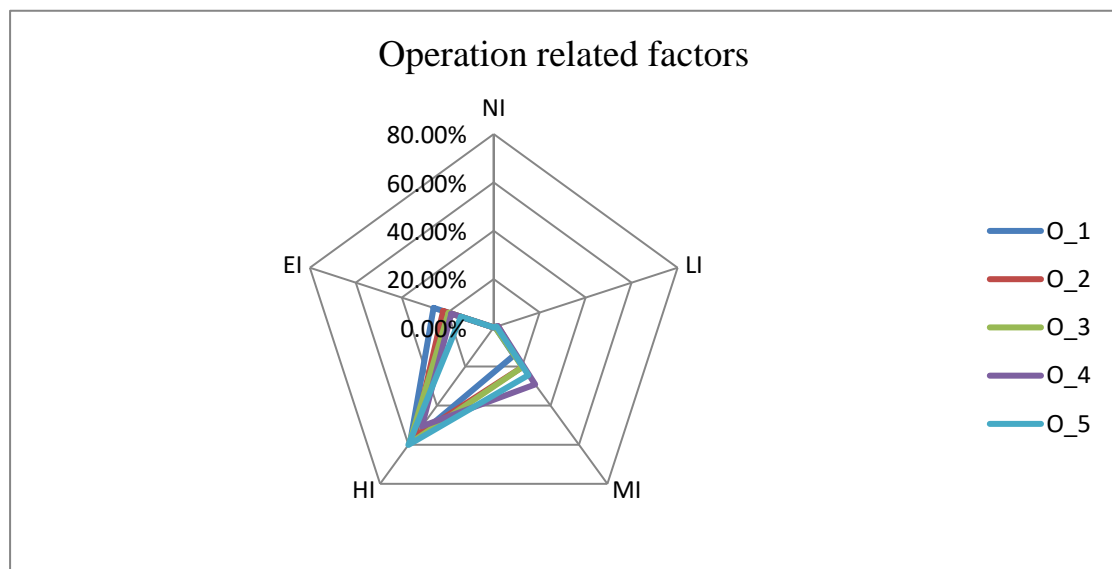 Operation related factors
NI
80.00%
60.00%
40.00%
20.00%
0.00%
EI
LI
HI
MI
O_1
O_2
O_3
O_4
O_5